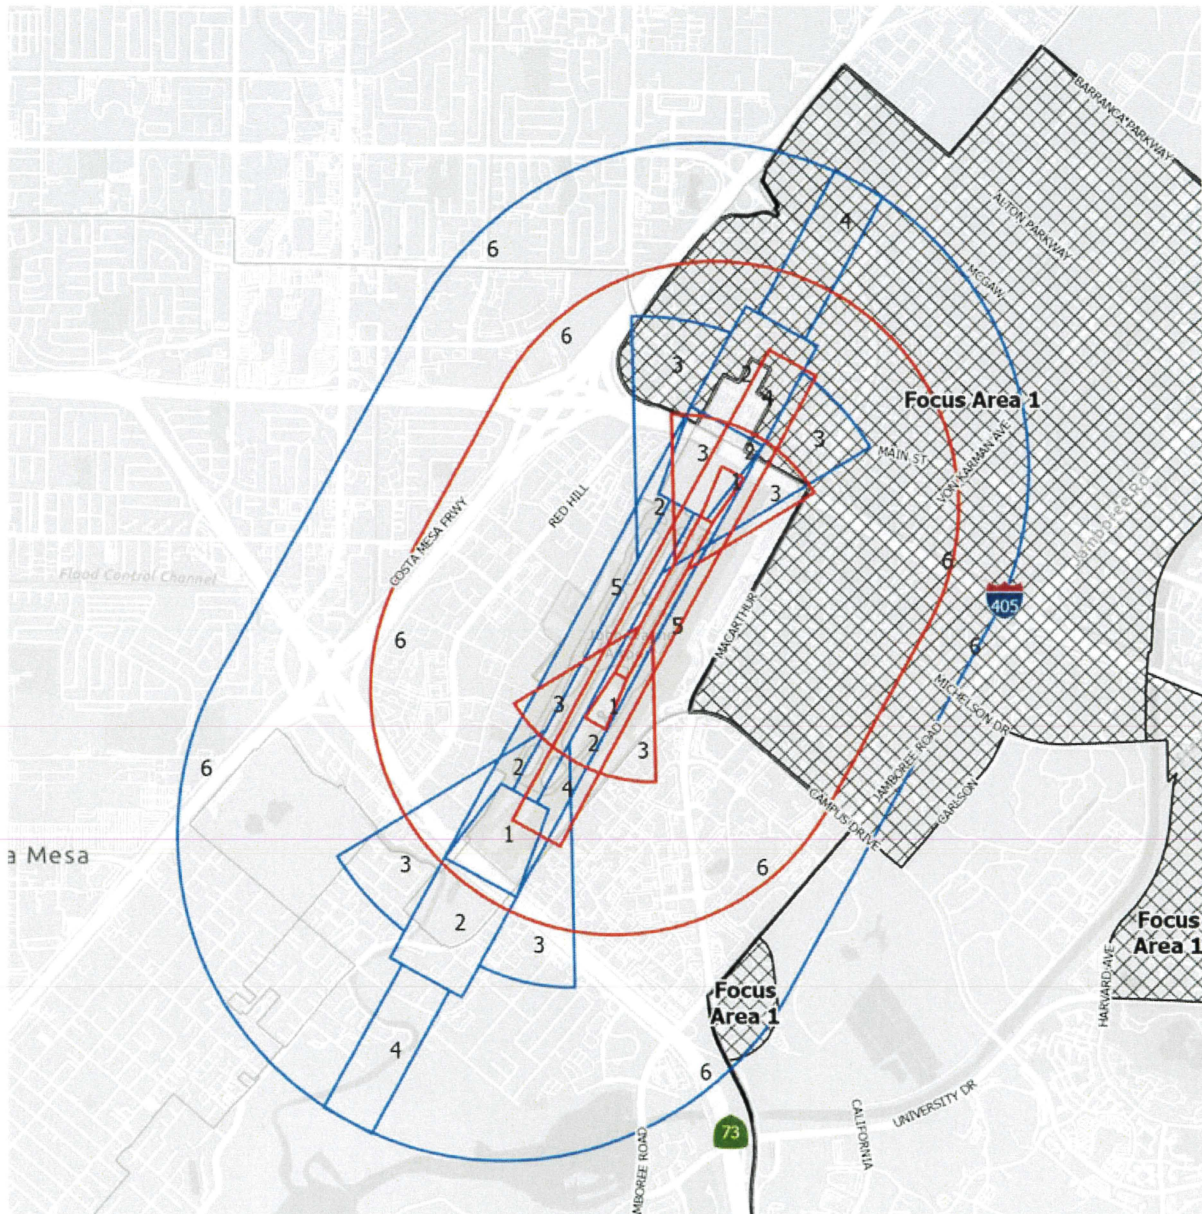 BARRANCA PARKWAY
ALTON PARKWAY
4
MCGAW
6
6
3
2
4
Focus Area 1
3
3
2
MAIN ST
VON KARMAN AVE
1
3
RED HILL
2
COSTA MESA FRWY
Jamboree Rd
6
Flood Control Channel
5
405
MACARTHUR
5
6
6
MICHELSON DR
3
1
2
3
JAMBOREE ROAD
6
2
4
CAMPUS DRIVE
CARLSON
1
a Mesa
3
6
2
3
Focus
Area 1
HARVARD AVE
Focus
Area 1
4
6
UNIVERSITY DR
CALIFORNIA
73
MBOREE ROAD